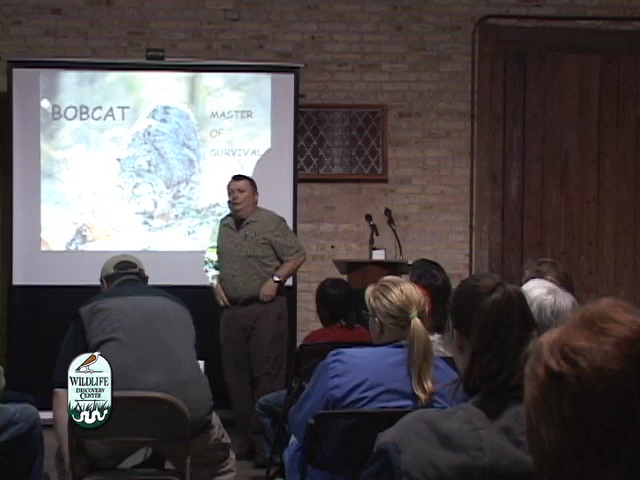 BOBCAT
MASTER
OF
SURVIVAL
WILDLIFE
DISCOVERY
CENTER